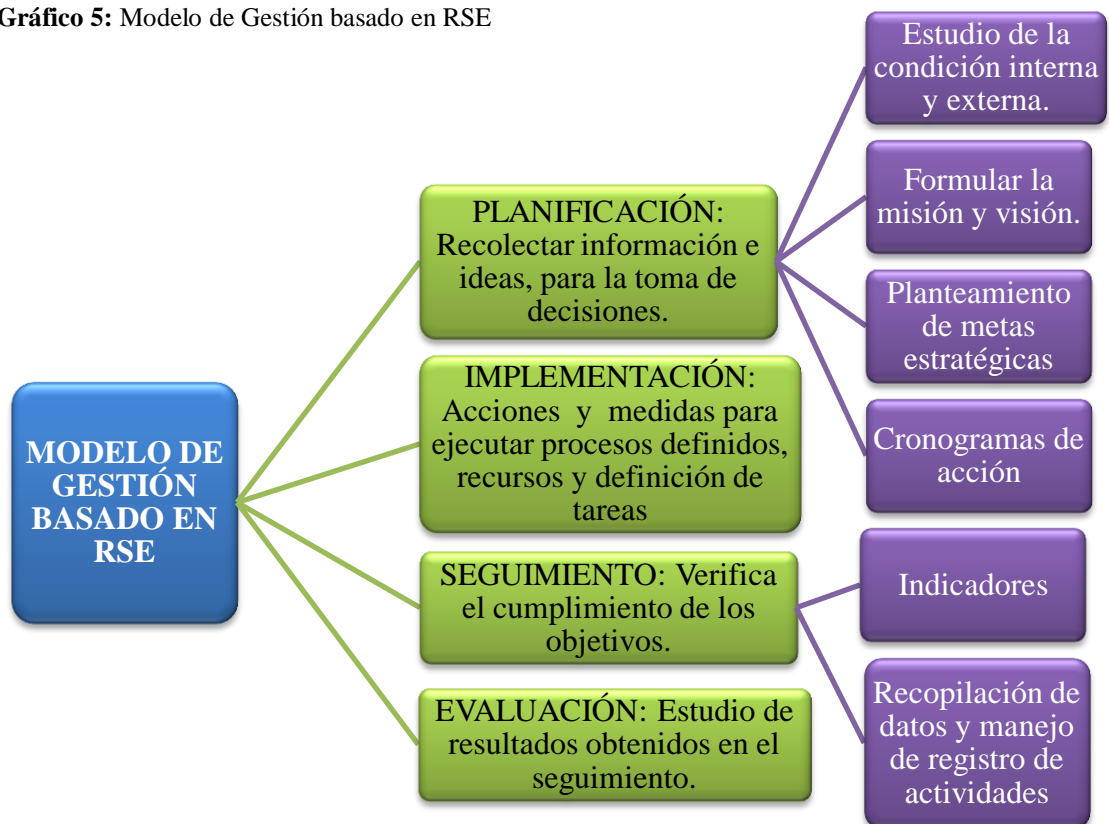 Gráfico 5: Modelo de Gestión basado en RSE
MODELO DE
GESTIÓN
BASADO EN
RSE
PLANIFICACIÓN:
Recolectar información e
ideas, para la toma de
decisiones.
Estudio de la
condición interna
y externa.
Formular la
misión y visión.
Planteamiento
de metas
estratégicas
Cronogramas de
acción
IMPLEMENTACIÓN:
Acciones y medidas para
ejecutar procesos definidos,
recursos y definición de
tareas
SEGUIMIENTO: Verifica
el cumplimiento de los
objetivos.
Indicadores
Recopilación de
datos y manejo
de registro de
actividades
EVALUACIÓN: Estudio de
resultados obtenidos en el
seguimiento.